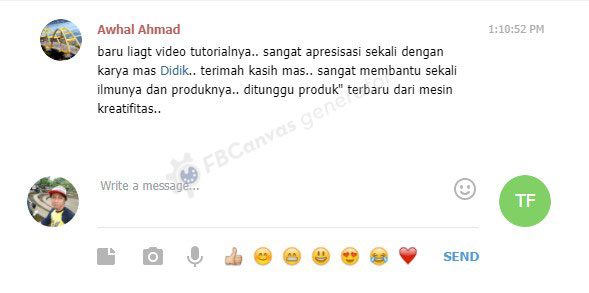 Awhal Ahmad 1:10:52 PM
baru liagt video tutorialnya.. sangat apresisasi sekali dengan
karya mas Didik.. terimah kasih mas.. sangat membantu sekali
ilmunya dan produknya.. ditunggu produk" terbaru dari mesin
kreatifitas..
FBCanvas generator
Write a message...
TF
SEND